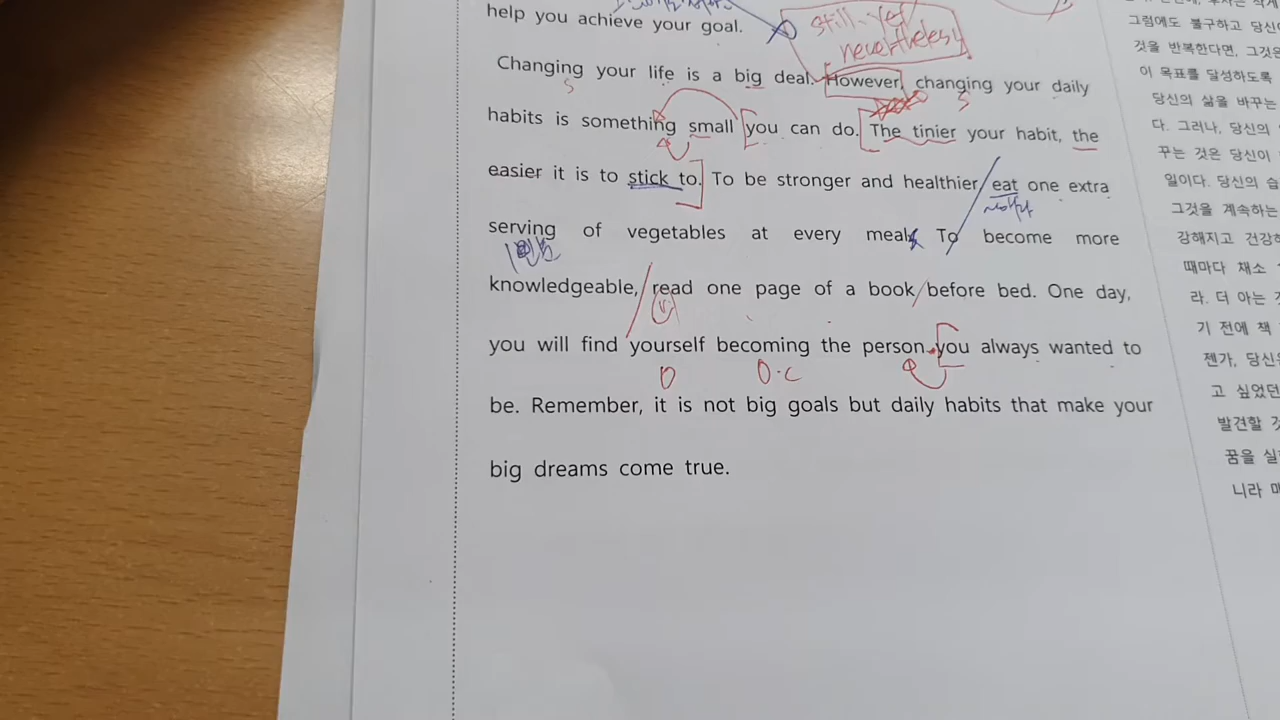 help you achieve your goal.
still. yet
nevertheless
Changing your life is a big deal. However, changing your daily
S
S
habits is something small you can do. The tinier your habit, the
easier it is to stick to. To be stronger and healthier, eat one extra
serving of vegetables at every meal. To become more
knowledgeable, read one page of a book before bed. One day,
V
you will find yourself becoming the person you always wanted to
O
O.C
be. Remember, it is not big goals but daily habits that make your
big dreams come true.
그럼에도 불구하고 당신이
것을 반복한다면, 그것은
이 목표를 달성하도록
당신의 삶을 바꾸는
다. 그러나, 당신의
꾸는 것은 당신이
일이다. 당신의 습
그것을 계속하는
강해지고 건강해
때마다 채소
라. 더 아는
기 전에 책
젠가, 당신은
고 싶었던
발견할 것
꿈을 실
니라 매